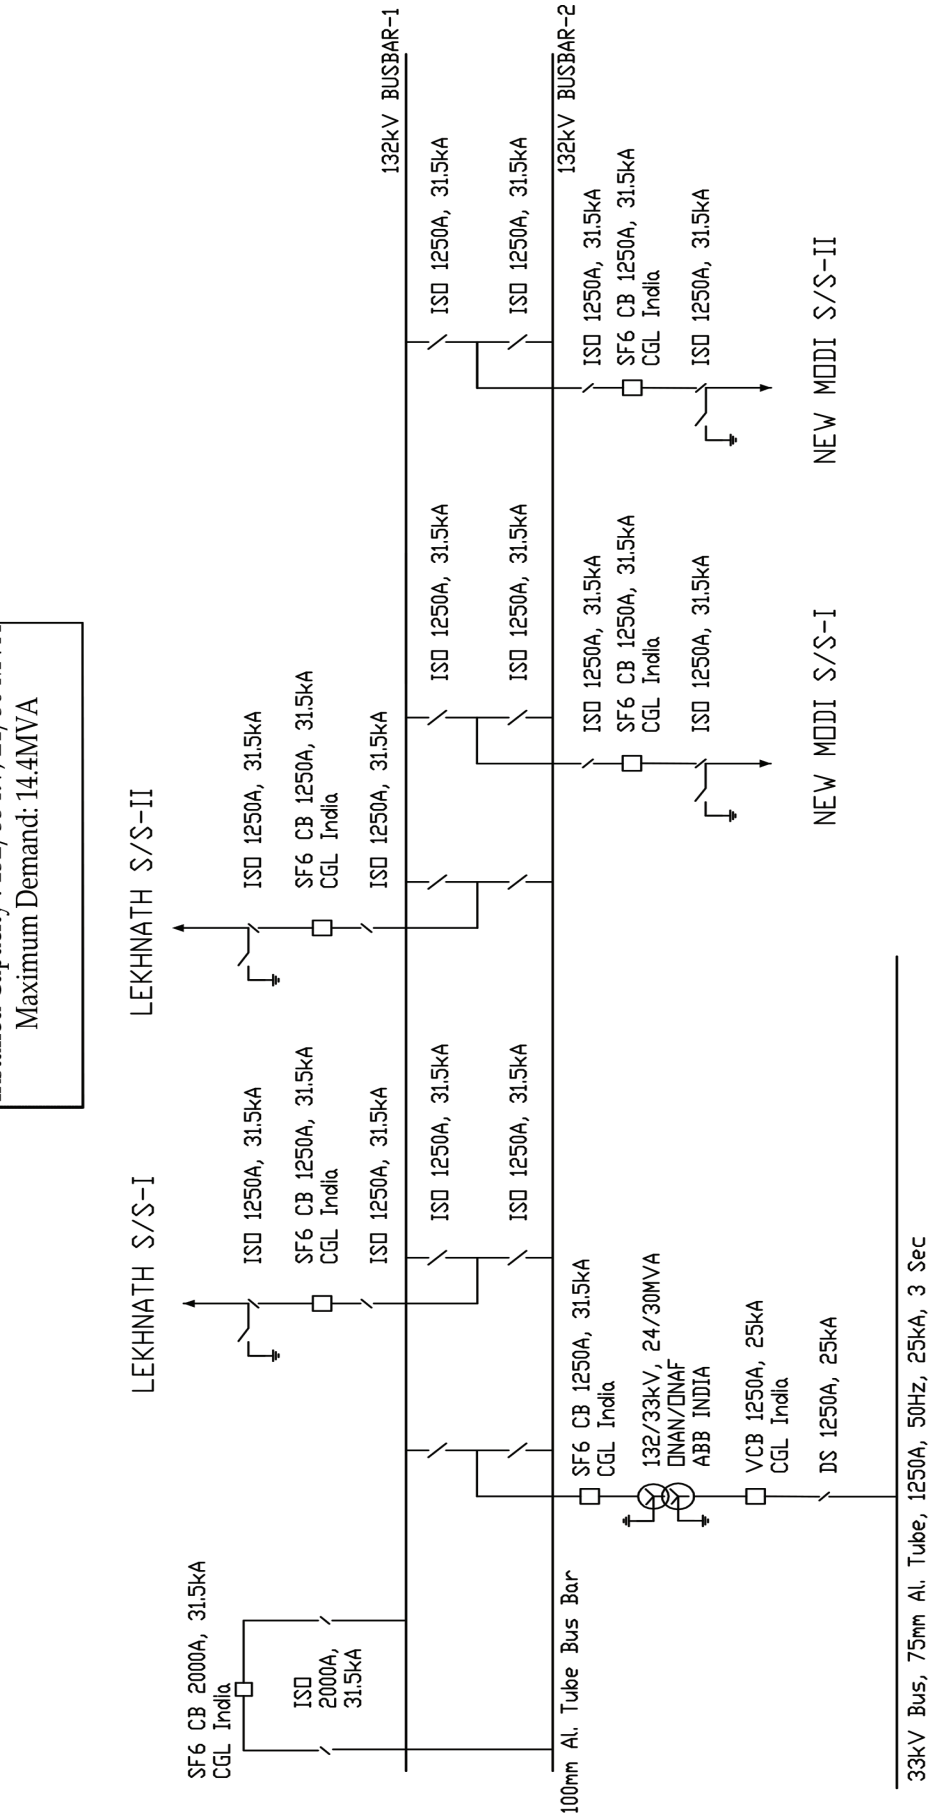 Maximum Demand: 14.4MVA
132kV BUSBAR-1
132kV BUSBAR-2
ISO 1250A, 31.5kA
ISO 1250A, 31.5kA
ISO 1250A, 31.5kA
SF6 CB 1250A, 31.5kA
CGL India
ISO 1250A, 31.5kA
NEW MODI S/S-II
ISO 1250A, 31.5kA
ISO 1250A, 31.5kA
ISO 1250A, 31.5kA
SF6 CB 1250A, 31.5kA
CGL India
ISO 1250A, 31.5kA
NEW MODI S/S-I
LEKHNATH S/S-II
ISO 1250A, 31.5kA
SF6 CB 1250A, 31.5kA
CGL India
ISO 1250A, 31.5kA
LEKHNATH S/S-I
ISO 1250A, 31.5kA
SF6 CB 1250A, 31.5kA
CGL India
ISO 1250A, 31.5kA
ISO 1250A, 31.5kA
ISO 1250A, 31.5kA
SF6 CB 1250A, 31.5kA
CGL India
132/33kV, 24/30MVA
ONAN/ONAF
ABB INDIA
VCB 1250A, 25kA
CGL India
DS 1250A, 25kA
SF6 CB 2000A, 31.5kA
CGL India
ISO
2000A,
31.5kA
100mm Al. Tube Bus Bar
33kV Bus, 75mm Al. Tube, 1250A, 50Hz, 25kA, 3 Sec